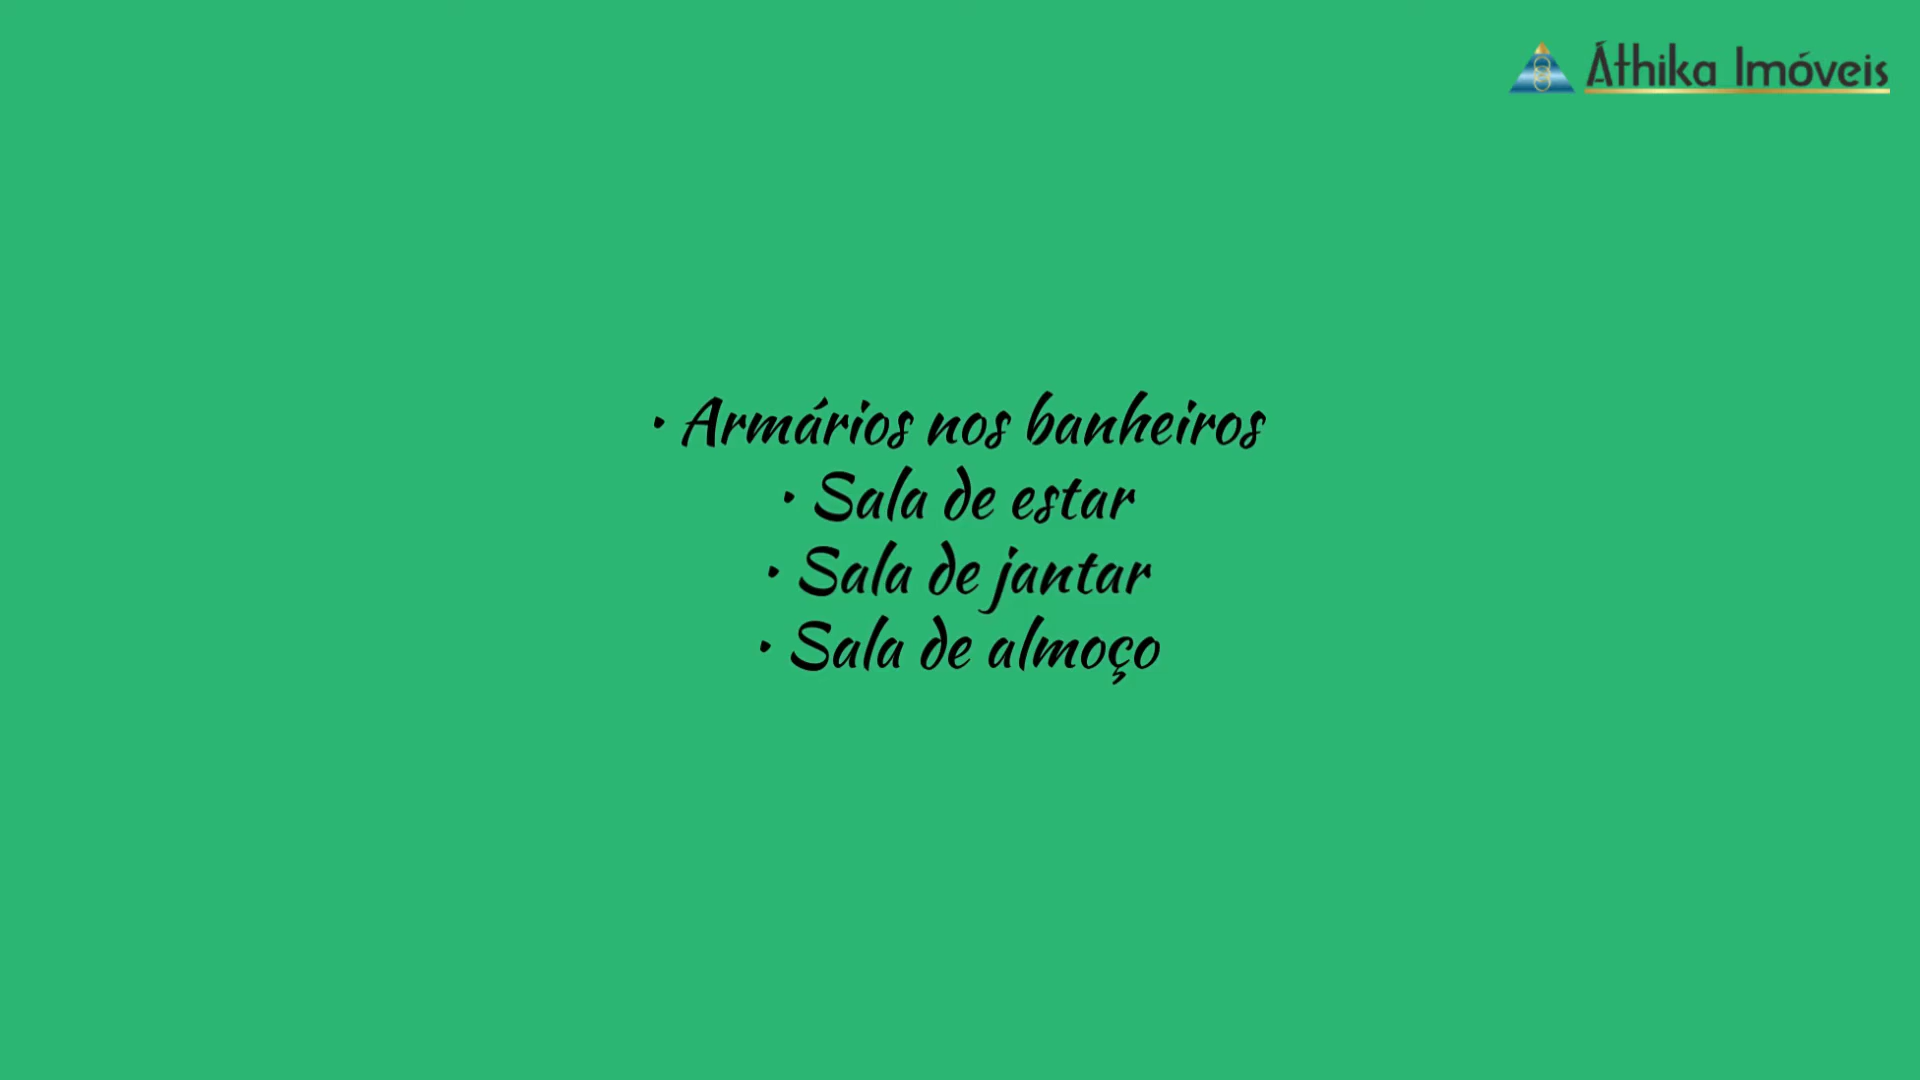 Áthika Imóveis
• Armários nos banheiros
• Sala de estar
• Sala de jantar
• Sala de almoço